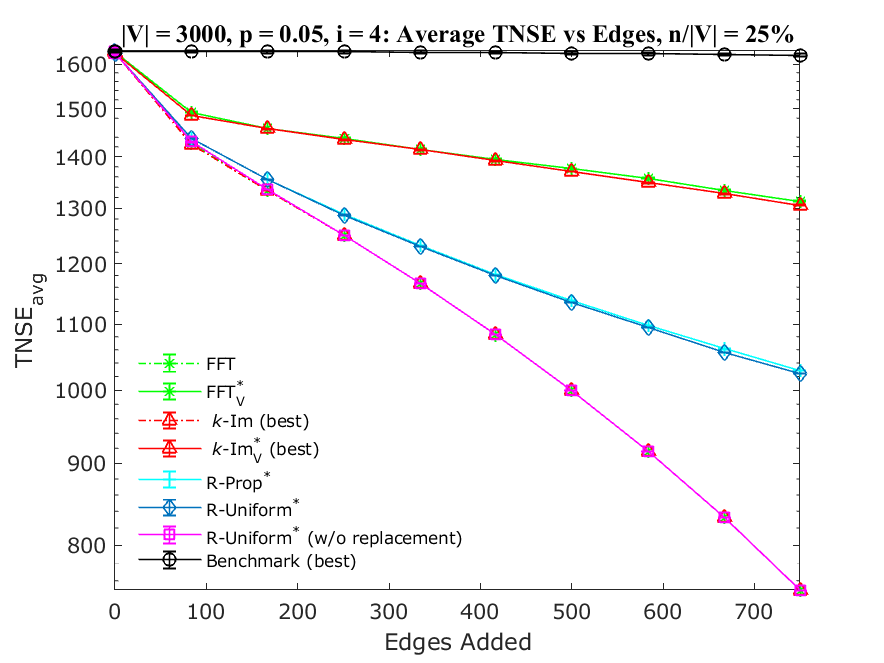 |V| = 3000, p = 0.05, i = 4: Average TNSE vs Edges, n/|V| = 25%
1600
1500
1400
1300
1200
1100
1000
900
800
TNSE_avg
FFT
FFT*_V
k-Im (best)
k-Im*_V (best)
R-Prop*
R-Uniform*
R-Uniform* (w/o replacement)
Benchmark (best)
0 100 200 300 400 500 600 700
Edges Added